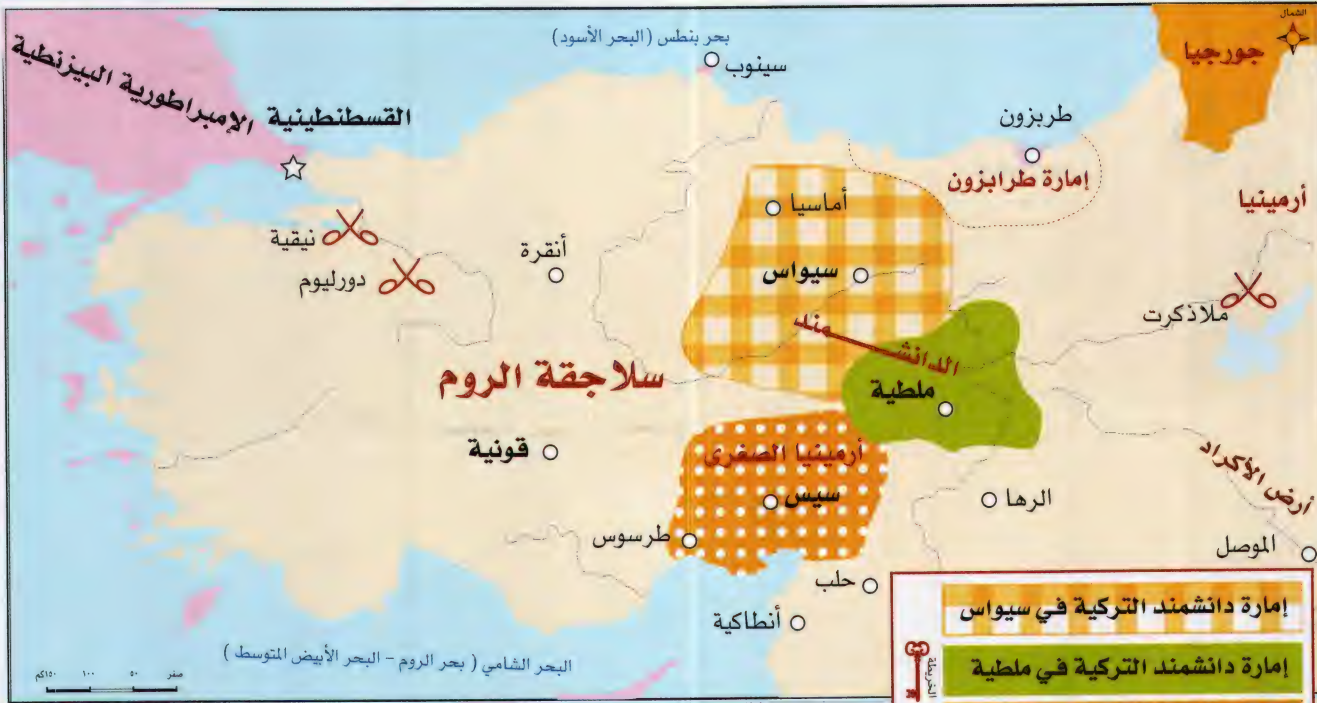 الشمال
جورجيا
بحر بنطس (البحر الأسود)
سينوب
الإمبراطورية البيزنطية
القسطنطينية
طربزون
إمارة طرابزون
أرمينيا
أماسيا
نيقية
أنقرة
سيواس
دورليوم
ملاذكرت
الدانشمند
سلاجقة الروم
ملطية
قونية
أرمينيا الصغرى
أرض الأكراد
سيس
الرها
طرسوس
الموصل
حلب
أنطاكية
البحر الشامي ( بحر الروم - البحر الأبيض المتوسط )
صفر ٥٠ ١٠٠ ١٥٠كم
إمارة دانشمند التركية في سيواس
إمارة دانشمند التركية في ملطية
الخريطة